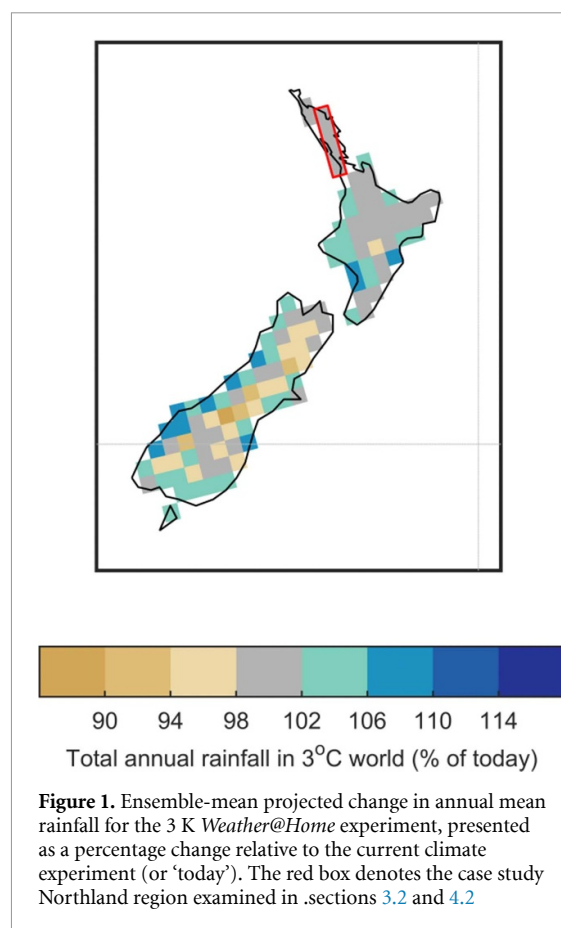 90 94 98 102 106 110 114
Total annual rainfall in 3°C world (% of today)
Figure 1. Ensemble-mean projected change in annual mean
rainfall for the 3 K Weather@Home experiment, presented
as a percentage change relative to the current climate
experiment (or ‘today’). The red box denotes the case study
Northland region examined in .sections 3.2 and 4.2